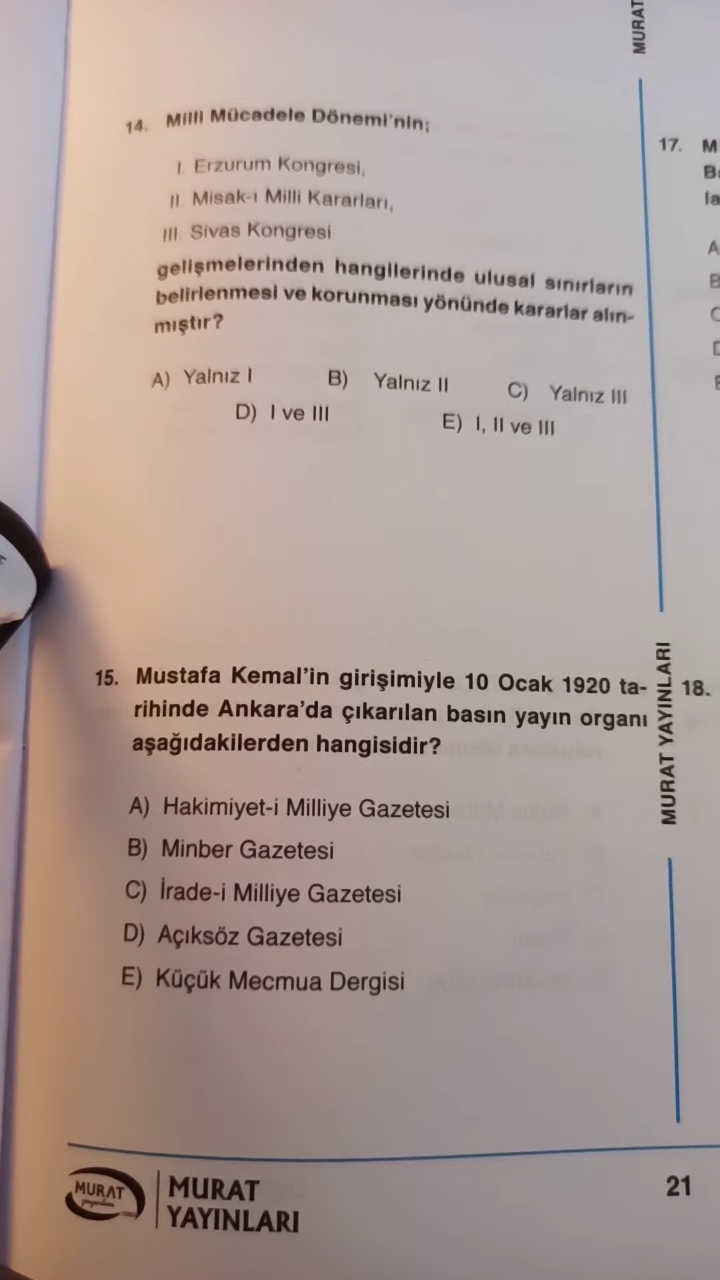 MURAT
14. Milli Mücadele Dönemi'nin;
I. Erzurum Kongresi,
II. Misak-ı Milli Kararları,
III. Sivas Kongresi
gelişmelerinden hangilerinde ulusal sınırların
belirlenmesi ve korunması yönünde kararlar alın-
mıştır?
A) Yalnız I B) Yalnız II C) Yalnız III
D) I ve III E) I, II ve III
15. Mustafa Kemal'in girişimiyle 10 Ocak 1920 ta-
rihinde Ankara'da çıkarılan basın yayın organı
aşağıdakilerden hangisidir?
A) Hakimiyet-i Milliye Gazetesi
B) Minber Gazetesi
C) İrade-i Milliye Gazetesi
D) Açıksöz Gazetesi
E) Küçük Mecmua Dergisi
MURAT YAYINLARI
17. M
la
A
18.
MURAT
yayınları
MURAT
YAYINLARI
21